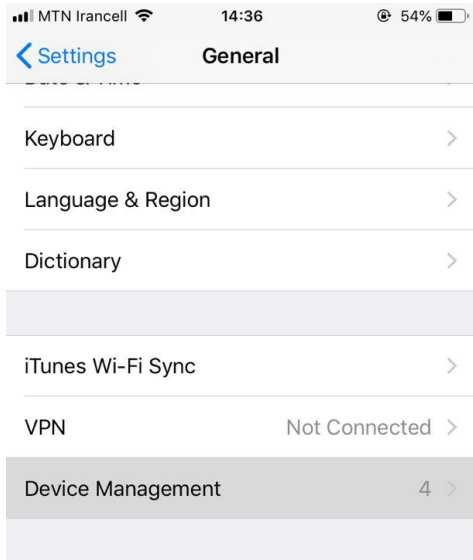 MTN Irancell 14:36 54%
Settings General
Keyboard
Language & Region
Dictionary
iTunes Wi-Fi Sync
VPN Not Connected
Device Management 4